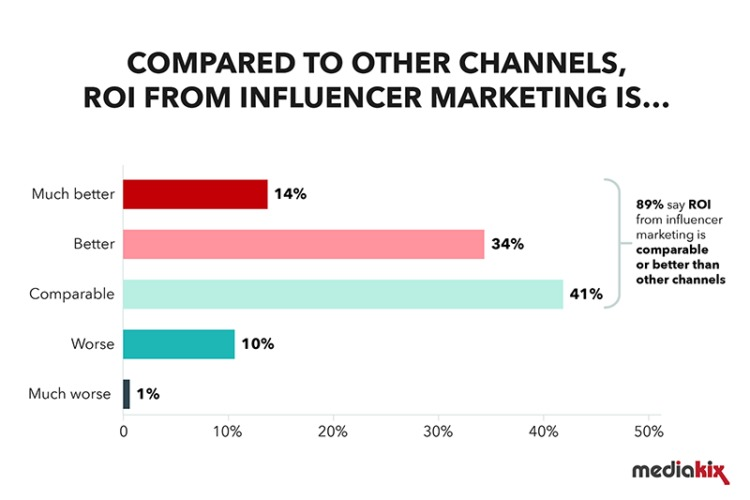 COMPARED TO OTHER CHANNELS,
ROI FROM INFLUENCER MARKETING IS...
Much better
14%
Better
34%
Comparable
41%
Worse
10%
Much worse
1%
89% say ROI
from influencer
marketing is
comparable
or better than
other channels
0
10%
20%
30%
40%
50%
mediakix